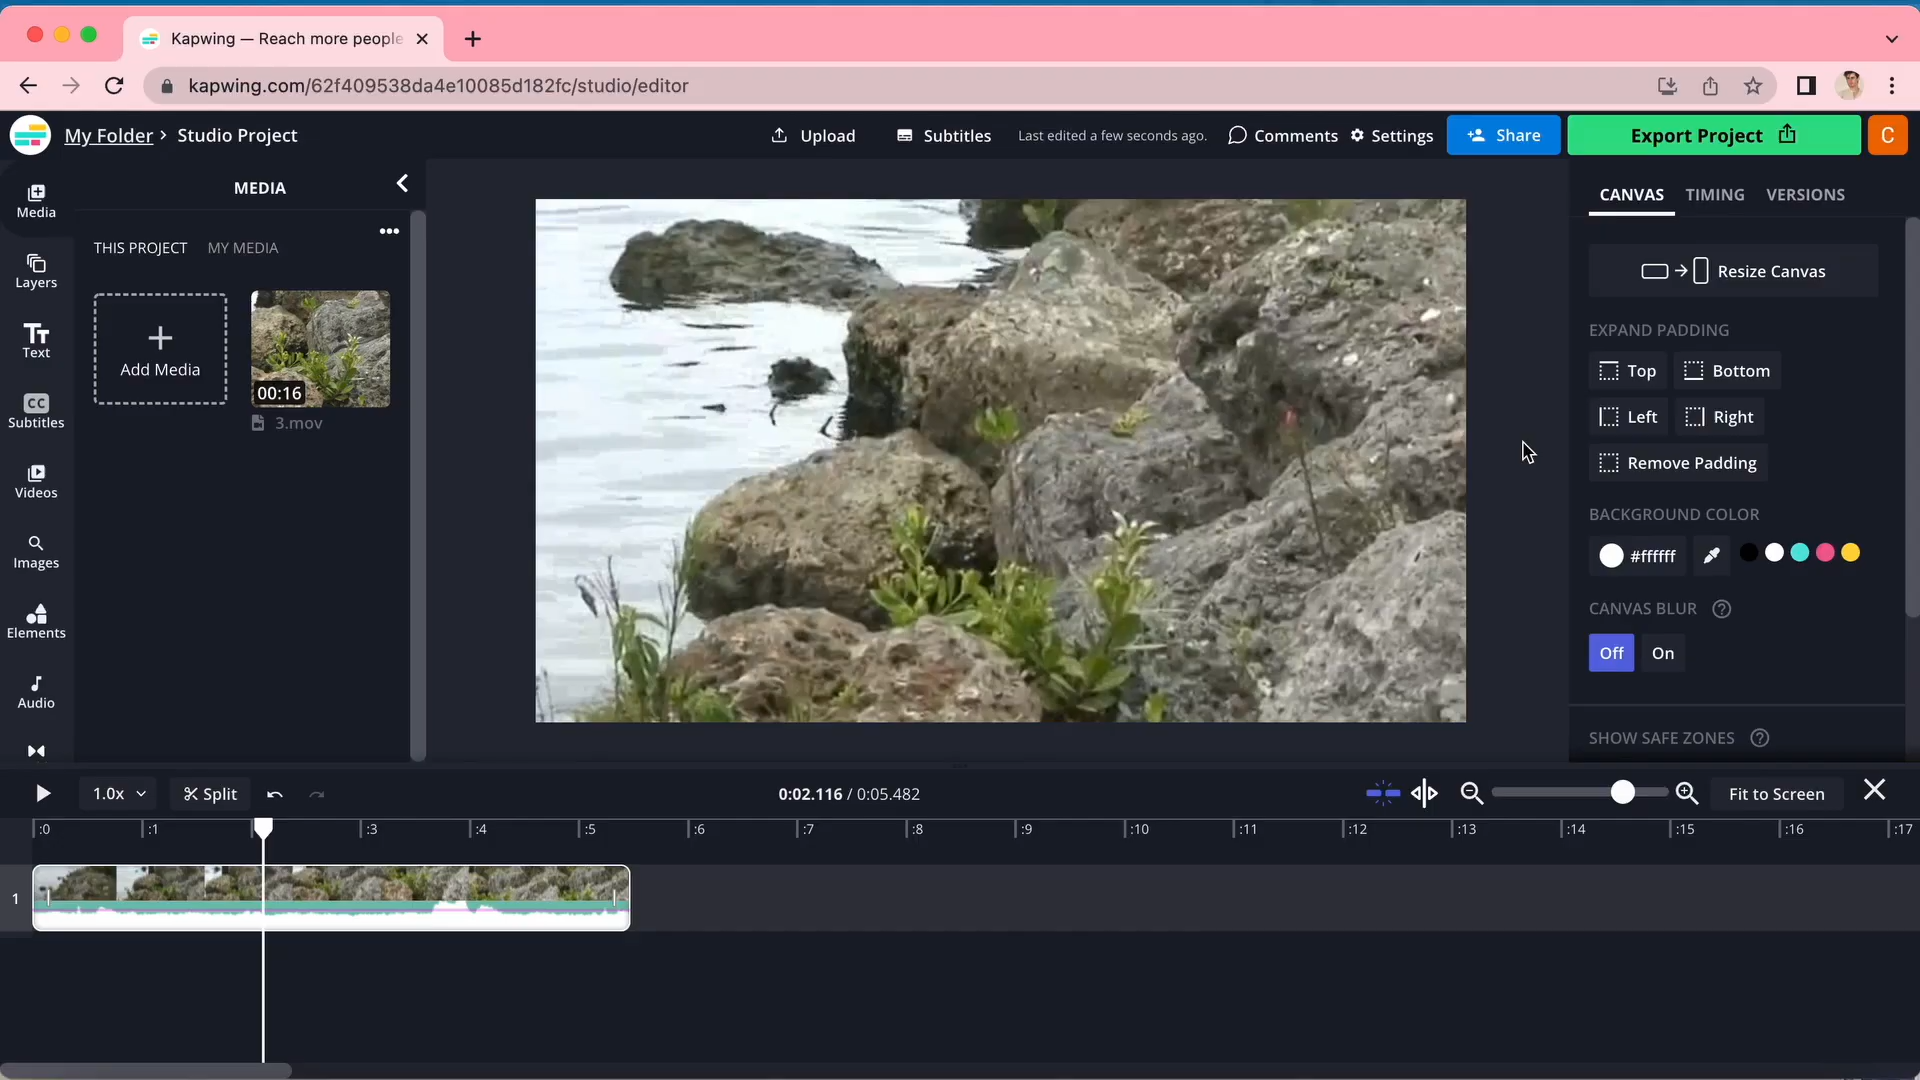 Kapwing — Reach more people
kapwing.com/62f409538da4e10085d182fc/studio/editor
My Folder > Studio Project
Upload
Subtitles
Last edited a few seconds ago.
Comments
Settings
Share
Export Project
C
Media
Layers
Text
CC
Subtitles
Videos
Images
Elements
Audio
MEDIA
THIS PROJECT
MY MEDIA
Add Media
00:16
3.mov
CANVAS
TIMING
VERSIONS
Resize Canvas
EXPAND PADDING
Top
Bottom
Left
Right
Remove Padding
BACKGROUND COLOR
#ffffff
CANVAS BLUR
?
Off
On
SHOW SAFE ZONES
?
1.0x
Split
0:02.116 / 0:05.482
Fit to Screen
:0
:1
:3
:4
:5
:6
:7
:8
:9
:10
:11
:12
:13
:14
:15
:16
:17
1